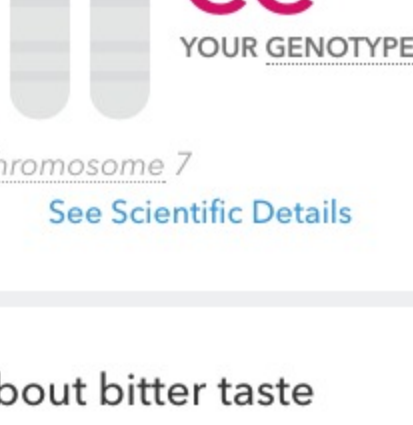 YOUR GENOTYPE
hromosome 7
See Scientific Details
bout bitter taste